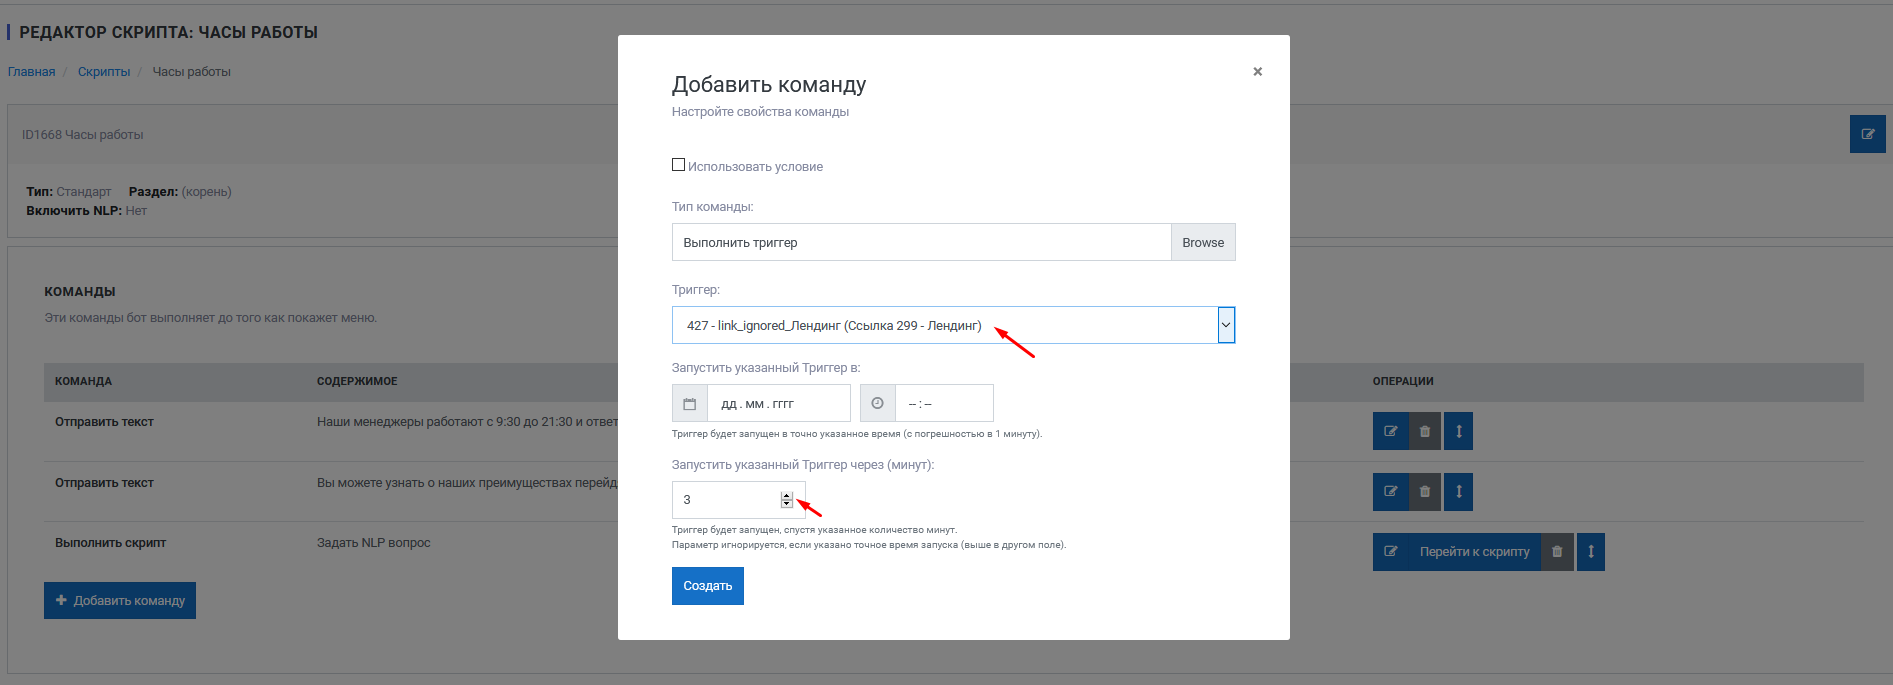 РЕДАКТОР СКРИПТА: ЧАСЫ РАБОТЫ
Главная / Скрипты / Часы работы
ID1668 Часы работы
Тип: Стандарт Раздел: (корень)
Включить NLP: Нет
КОМАНДЫ
Эти команды бот выполняет до того как покажет меню.
КОМАНДА СОДЕРЖИМОЕ ОПЕРАЦИИ
Отправить текст Наши менеджеры работают с 9:30 до 21:30 и ответ
Отправить текст Вы можете узнать о наших преимуществах перейд
Выполнить скрипт Задать NLP вопрос Перейти к скрипту
+ Добавить команду
Добавить команду ×
Настройте свойства команды
Использовать условие
Тип команды:
Выполнить триггер Browse
Триггер:
427 - link_ignored_Лендинг (Ссылка 299 - Лендинг)
Запустить указанный Триггер в:
дд . мм . гггг -- : --
Триггер будет запущен в точно указанное время (с погрешностью в 1 минуту).
Запустить указанный Триггер через (минут):
3
Триггер будет запущен, спустя указанное количество минут.
Параметр игнорируется, если указано точное время запуска (выше в другом поле).
Создать